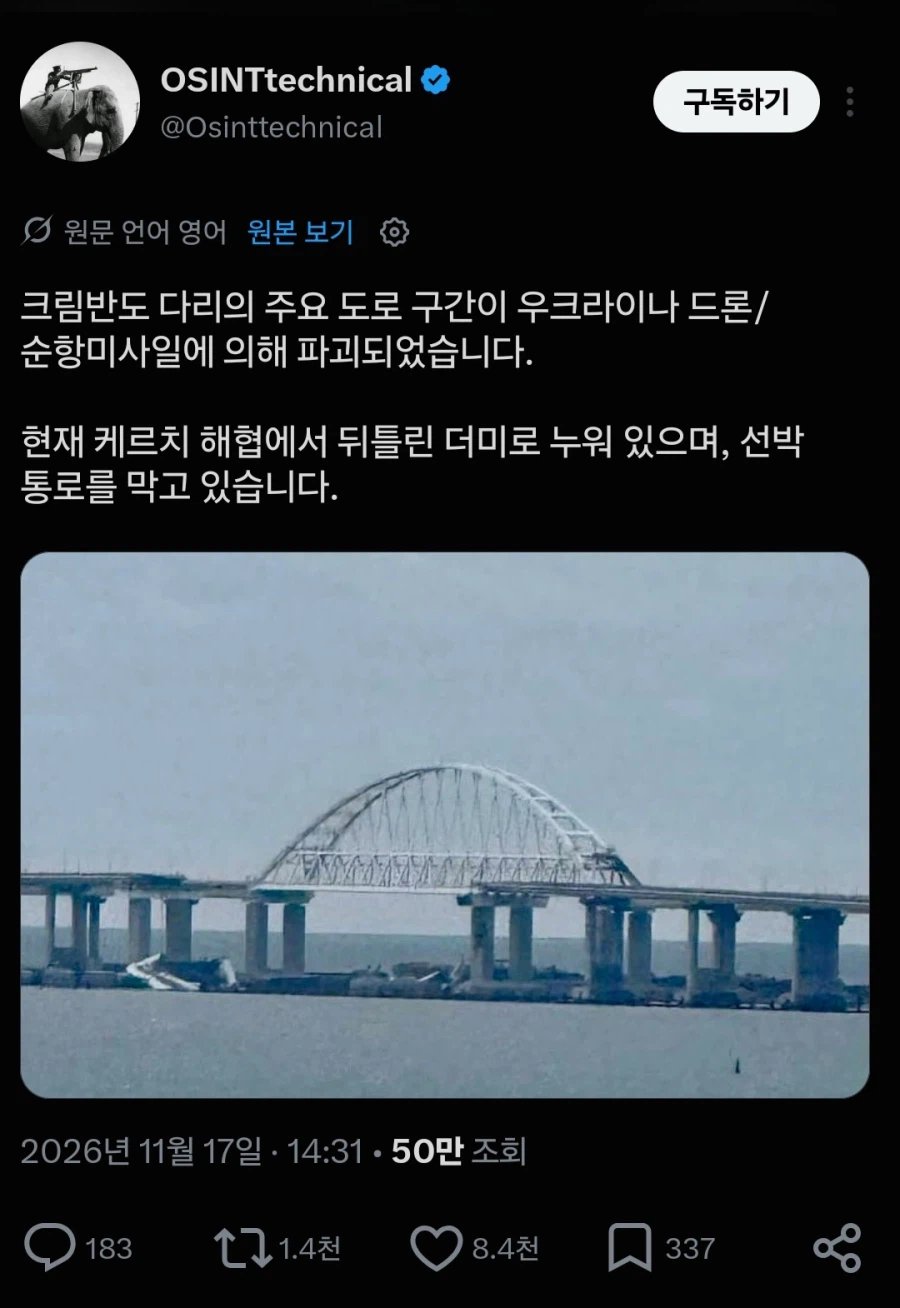 OSINTtechnical
@Osinttechnical
구독하기
원문 언어 영어 원본 보기
크림반도 다리의 주요 도로 구간이 우크라이나 드론/
순항미사일에 의해 파괴되었습니다.
현재 케르치 해협에서 뒤틀린 더미로 누워 있으며, 선박
통로를 막고 있습니다.
2026년 11월 17일 · 14:31 • 50만 조회
183 1.4천 8.4천 337